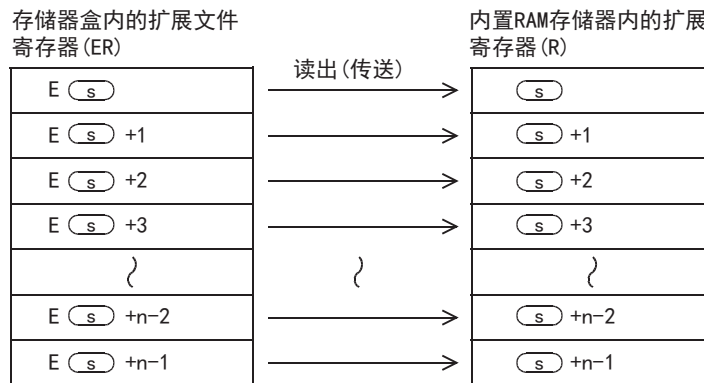 存储器盒内的扩展文件
寄存器(ER)
内置RAM存储器内的扩展
寄存器(R)
读出(传送)
E s
s
E s +1
s +1
E s +2
s +2
E s +3
s +3
E s +n-2
s +n-2
E s +n-1
s +n-1